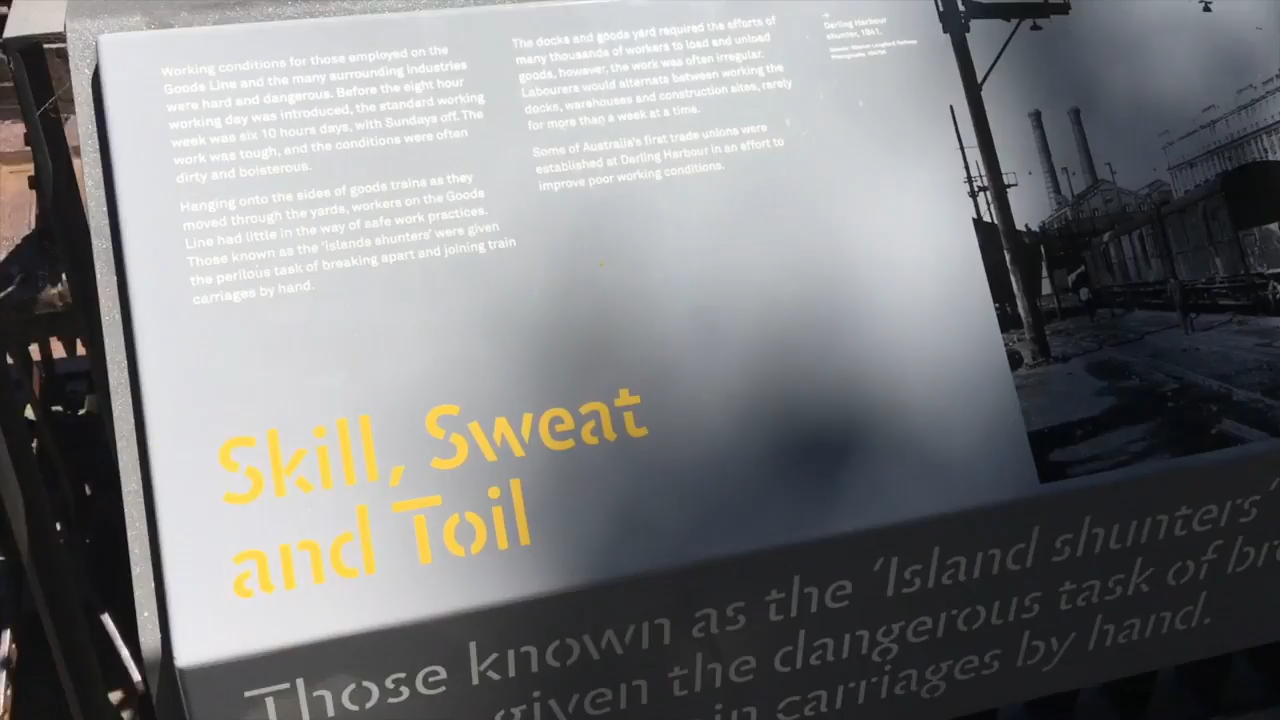 Working conditions for those employed on the
Goods Line and the many surrounding industries
were hard and dangerous. Before the eight hour
working day was introduced, the standard working
week was six 10 hours days, with Sundays off. The
work was tough, and the conditions were often
dirty and boisterous.
Hanging onto the sides of goods trains as they
moved through the yards, workers on the Goods
Line had little in the way of safe work practices.
Those known as the 'islands shunters' were given
the perilous task of breaking apart and joining train
carriages by hand.
The docks and goods yard required the efforts of
many thousands of workers to load and unload
goods, however, the work was often irregular.
Labourers would alternate between working the
docks, warehouses and construction sites, rarely
for more than a week at a time.
Some of Australia's first trade unions were
established at Darling Harbour in an effort to
improve poor working conditions.
Darling Harbour
shunter, 1941.
Skill, Sweat
and Toil
Those known as the 'Island shunters'
given the dangerous task of
in carriages by hand.